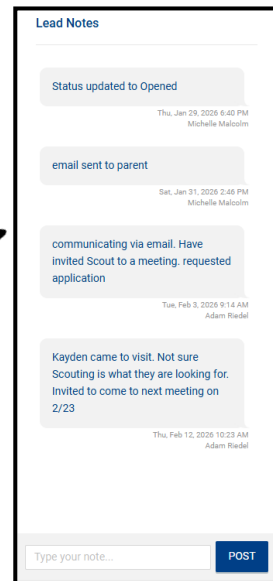 Lead Notes
Status updated to Opened
Thu, Jan 29, 2026 6:40 PM
Michelle Malcolm
email sent to parent
Sat, Jan 31, 2026 2:46 PM
Michelle Malcolm
communicating via email. Have
invited Scout to a meeting. requested
application
Tue, Feb 3, 2026 9:14 AM
Adam Riedel
Kayden came to visit. Not sure
Scouting is what they are looking for.
Invited to come to next meeting on
2/23
Thu, Feb 12, 2026 10:23 AM
Adam Riedel
Type your note...
POST